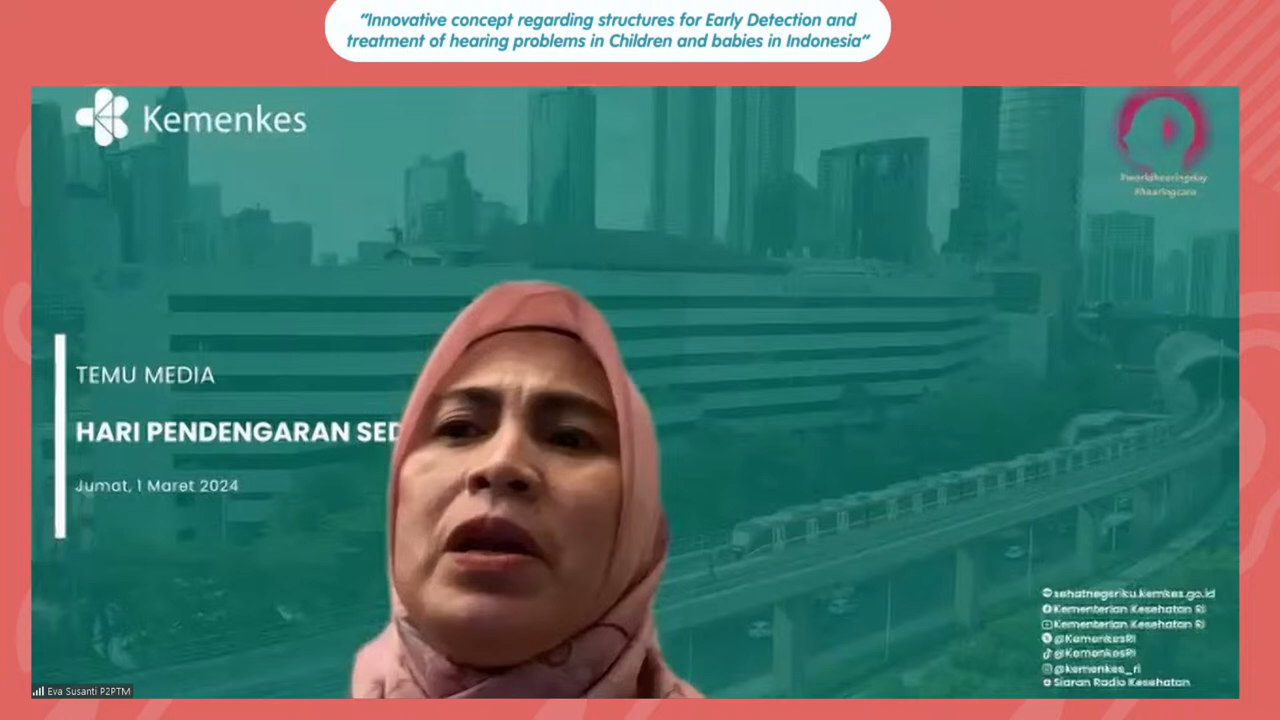 “Innovative concept regarding structures for Early Detection and
treatment of hearing problems in Children and babies in Indonesia”
Kemenkes
#worldhearingday
#hearingcare
TEMU MEDIA
HARI PENDENGARAN SED
Jumat, 1 Maret 2024
sehatnegeriku.kemkes.go.id
Kementerian Kesehatan RI
Kementerian Kesehatan RI
@KemenkesRI
@KemenkesRI
@kemenkes_ri
Siaran Radio Kesehatan
Eva Susanti P2PTM